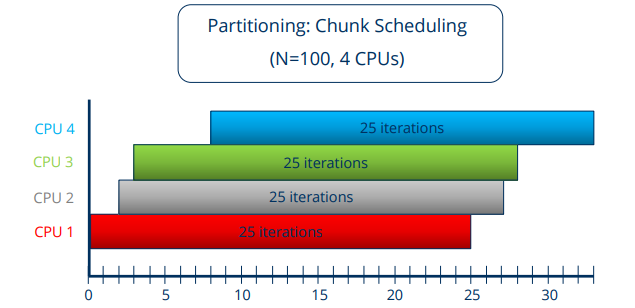 Partitioning: Chunk Scheduling
(N=100, 4 CPUs)
CPU 4
25 iterations
CPU 3
25 iterations
CPU 2
25 iterations
CPU 1
25 iterations
0 5 10 15 20 25 30